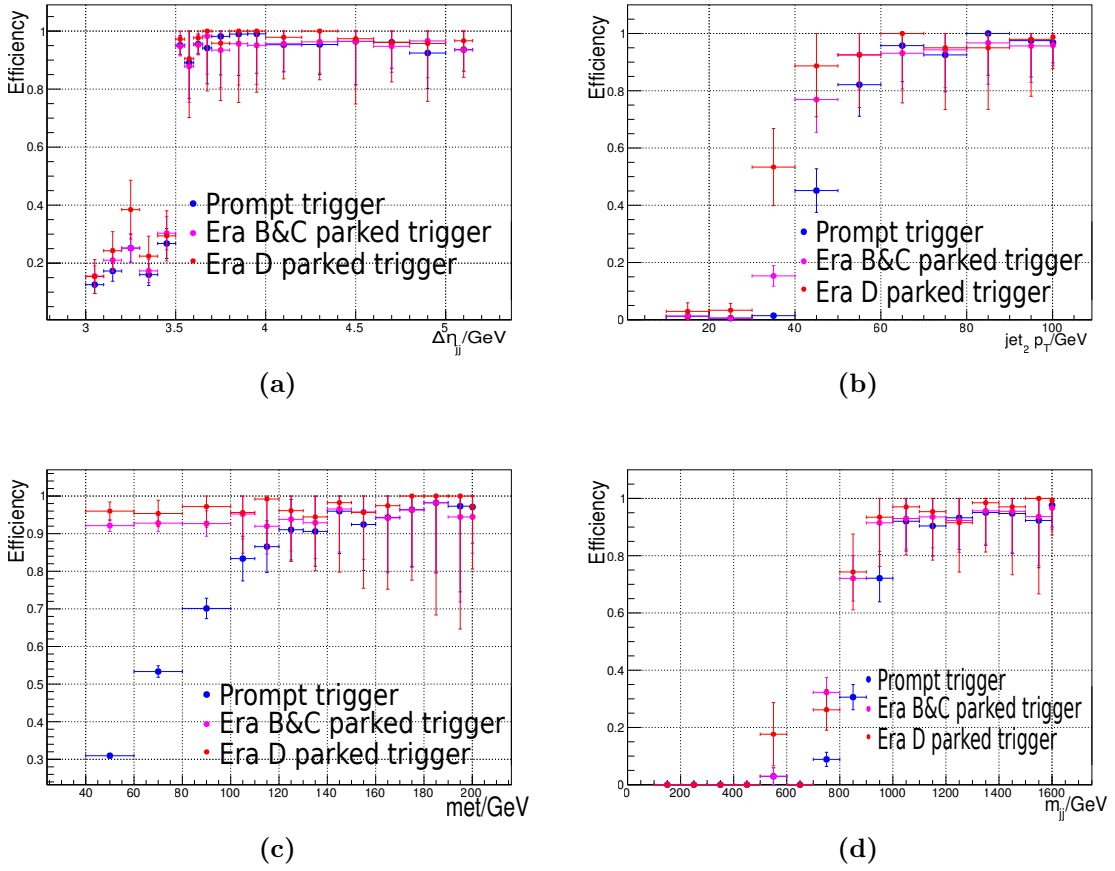 Efficiency
1
0.8
0.6
0.4
0.2
Prompt trigger
Era B&C parked trigger
Era D parked trigger
3 3.5 4 4.5 5
Δη_jj/GeV
(a)
Efficiency
1
0.8
0.6
0.4
0.2
0
Prompt trigger
Era B&C parked trigger
Era D parked trigger
20 40 60 80 100
jet_2 p_T/GeV
(b)
Efficiency
1
0.9
0.8
0.7
0.6
0.5
0.4
0.3
Prompt trigger
Era B&C parked trigger
Era D parked trigger
40 60 80 100 120 140 160 180 200
met/GeV
(c)
Efficiency
1
0.8
0.6
0.4
0.2
0
Prompt trigger
Era B&C parked trigger
Era D parked trigger
0 200 400 600 800 1000 1200 1400 1600
m_jj/GeV
(d)